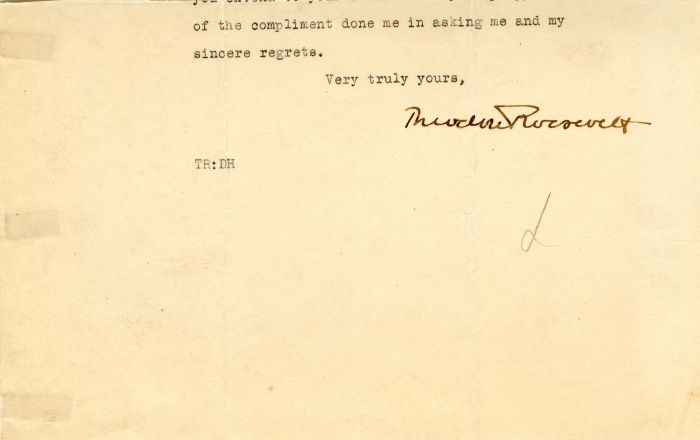 of the compliment done me in asking me and my
sincere regrets.
Very truly yours,
Theodore Roosevelt
TR:DH